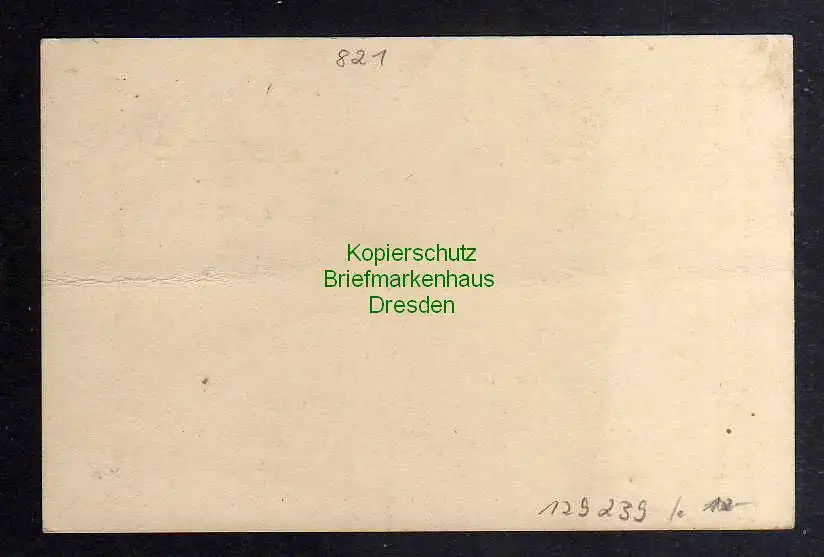 821
Kopierschutz
Briefmarkenhaus
Dresden
129239